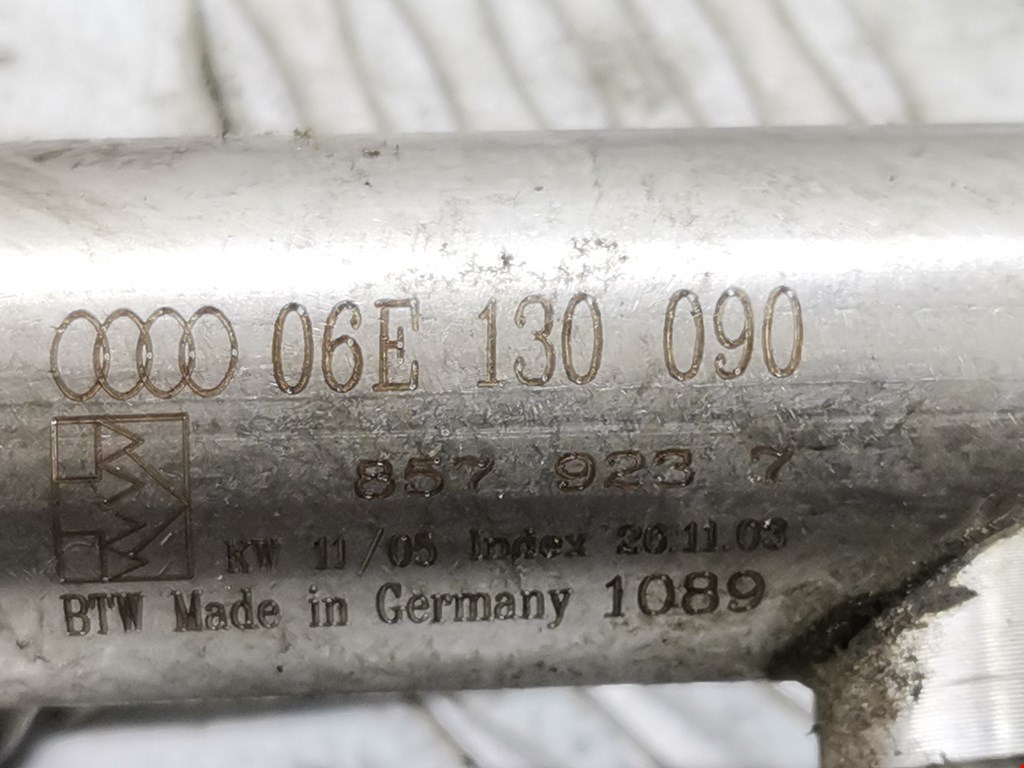 06E 130 090
857 923 7
KW 11/05 Index 20.11.03
BTW Made in Germany 1089